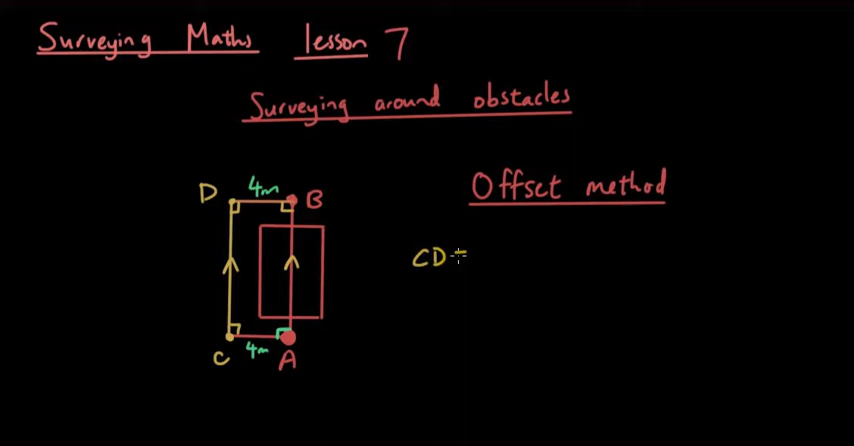 Surveying Maths lesson 7
Surveying around obstacles
Offset method
D 4m B
CD=
C 4m A